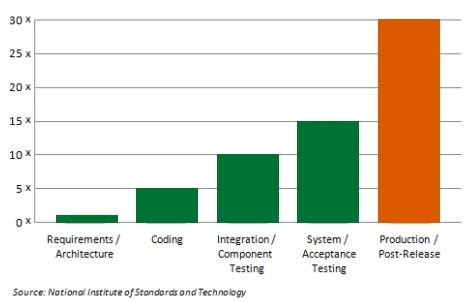 30 x
25 x
20 x
15 x
10 x
5 x
0 x
Requirements /
Architecture
Coding
Integration /
Component
Testing
System /
Acceptance
Testing
Production /
Post-Release
Source: National Institute of Standards and Technology